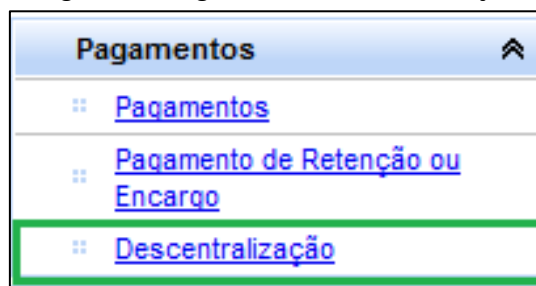 Pagamentos
Pagamentos
Pagamento de Retenção ou
Encargo
Descentralização